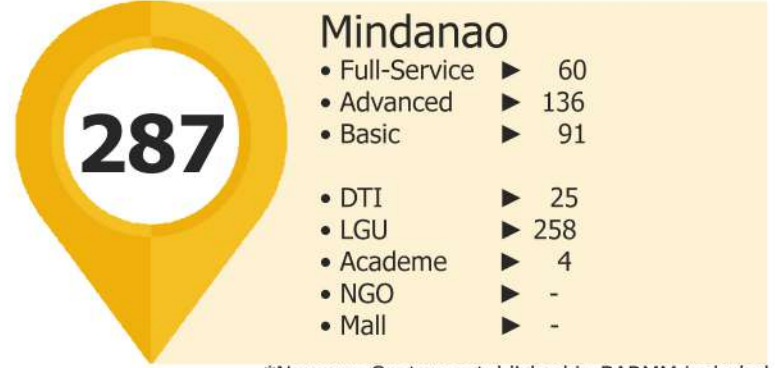 287
Mindanao
• Full-Service ► 60
• Advanced ► 136
• Basic ► 91
• DTI ► 25
• LGU ► 258
• Academe ► 4
• NGO ► -
• Mall ► -